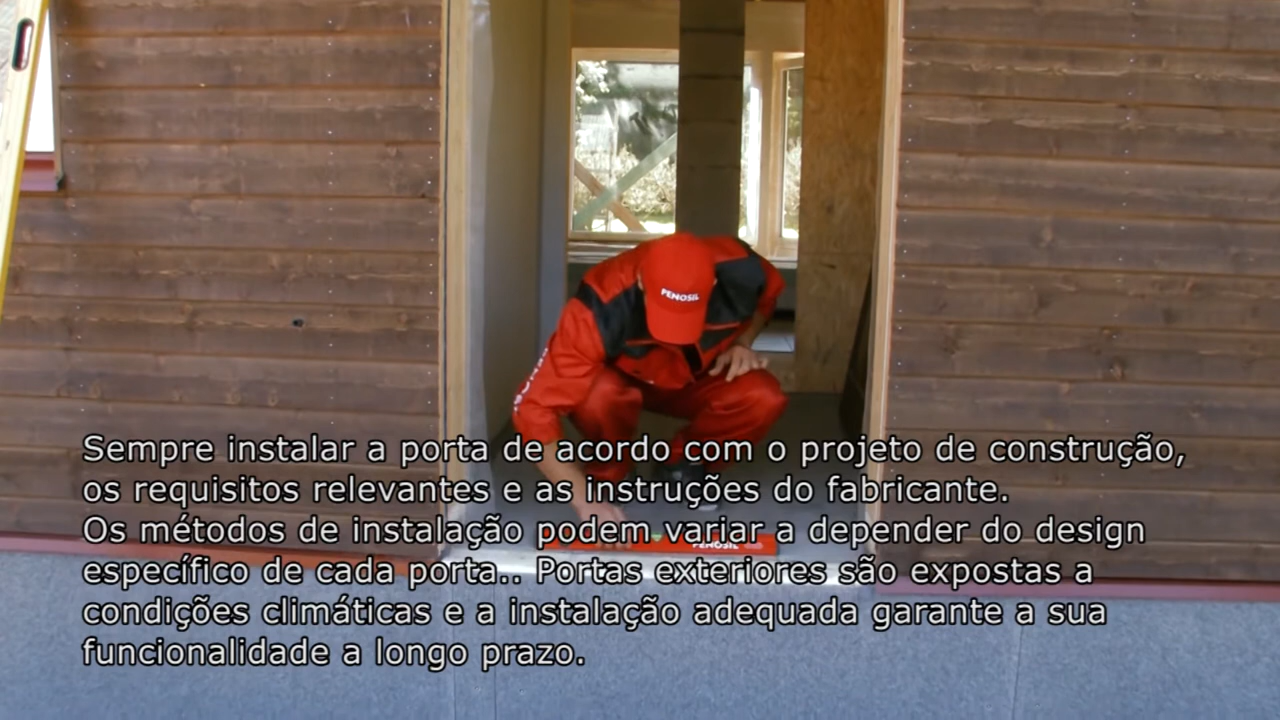 PENOSIL
Sempre instalar a porta de acordo com o projeto de construção,
os requisitos relevantes e as instruções do fabricante.
Os métodos de instalação podem variar a depender do design
PENOSIL
específico de cada porta.. Portas exteriores são expostas a
condições climáticas e a instalação adequada garante a sua
funcionalidade a longo prazo.